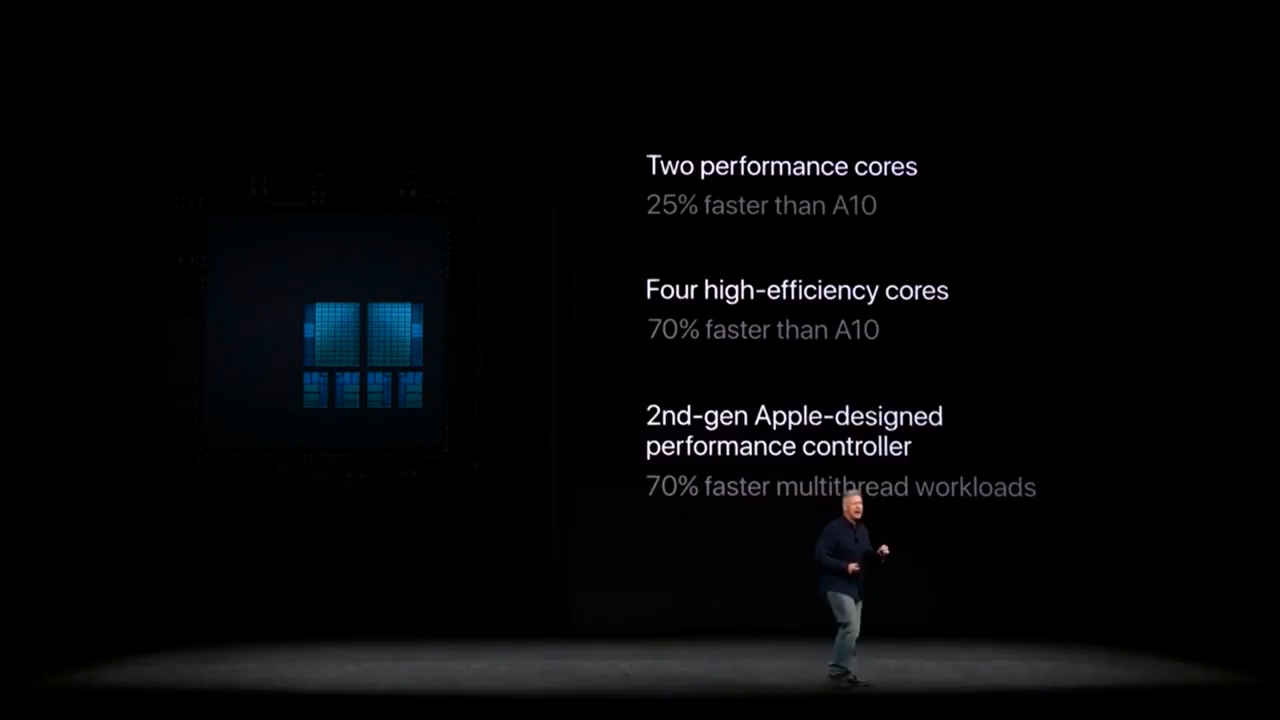 Two performance cores
25% faster than A10
Four high-efficiency cores
70% faster than A10
2nd-gen Apple-designed
performance controller
70% faster multithread workloads